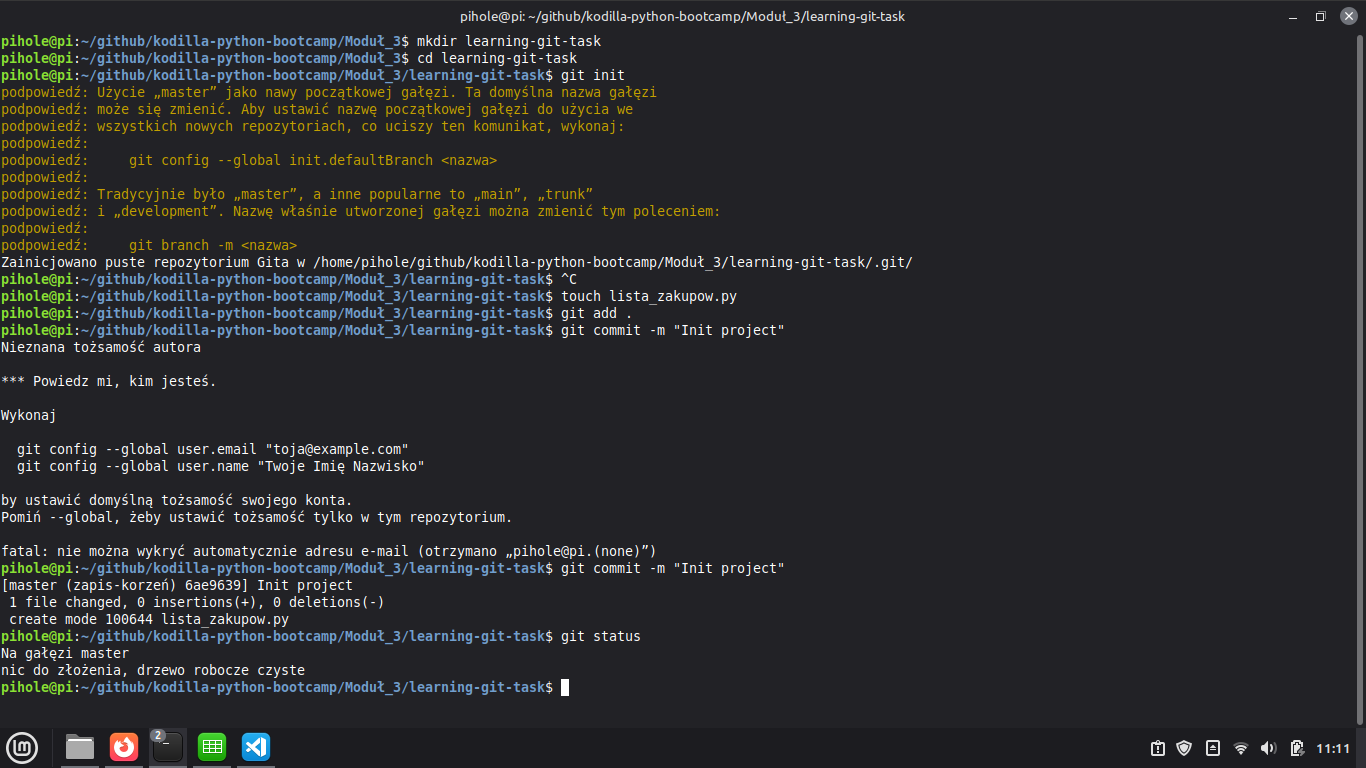 pihole@pi: ~/github/kodilla-python-bootcamp/Moduł_3/learning-git-task
pihole@pi:~/github/kodilla-python-bootcamp/Moduł_3$ mkdir learning-git-task
pihole@pi:~/github/kodilla-python-bootcamp/Moduł_3$ cd learning-git-task
pihole@pi:~/github/kodilla-python-bootcamp/Moduł_3/learning-git-task$ git init
podpowiedź: Użycie „master” jako nawy początkowej gałęzi. Ta domyślna nazwa gałęzi
podpowiedź: może się zmienić. Aby ustawić nazwę początkowej gałęzi do użycia we
podpowiedź: wszystkich nowych repozytoriach, co uciszy ten komunikat, wykonaj:
podpowiedź:
podpowiedź:     git config --global init.defaultBranch <nazwa>
podpowiedź:
podpowiedź: Tradycyjnie było „master”, a inne popularne to „main”, „trunk”
podpowiedź: i „development”. Nazwę właśnie utworzonej gałęzi można zmienić tym poleceniem:
podpowiedź:
podpowiedź:     git branch -m <nazwa>
Zainicjowano puste repozytorium Gita w /home/pihole/github/kodilla-python-bootcamp/Moduł_3/learning-git-task/.git/
pihole@pi:~/github/kodilla-python-bootcamp/Moduł_3/learning-git-task$ ^C
pihole@pi:~/github/kodilla-python-bootcamp/Moduł_3/learning-git-task$ touch lista_zakupow.py
pihole@pi:~/github/kodilla-python-bootcamp/Moduł_3/learning-git-task$ git add .
pihole@pi:~/github/kodilla-python-bootcamp/Moduł_3/learning-git-task$ git commit -m "Init project"
Nieznana tożsamość autora

*** Powiedz mi, kim jesteś.

Wykonaj

  git config --global user.email "toja@example.com"
  git config --global user.name "Twoje Imię Nazwisko"

by ustawić domyślną tożsamość swojego konta.
Pomiń --global, żeby ustawić tożsamość tylko w tym repozytorium.

fatal: nie można wykryć automatycznie adresu e-mail (otrzymano „pihole@pi.(none)”)
pihole@pi:~/github/kodilla-python-bootcamp/Moduł_3/learning-git-task$ git commit -m "Init project"
[master (zapis-korzeń) 6ae9639] Init project
 1 file changed, 0 insertions(+), 0 deletions(-)
 create mode 100644 lista_zakupow.py
pihole@pi:~/github/kodilla-python-bootcamp/Moduł_3/learning-git-task$ git status
Na gałęzi master
nic do złożenia, drzewo robocze czyste
pihole@pi:~/github/kodilla-python-bootcamp/Moduł_3/learning-git-task$
2
11:11